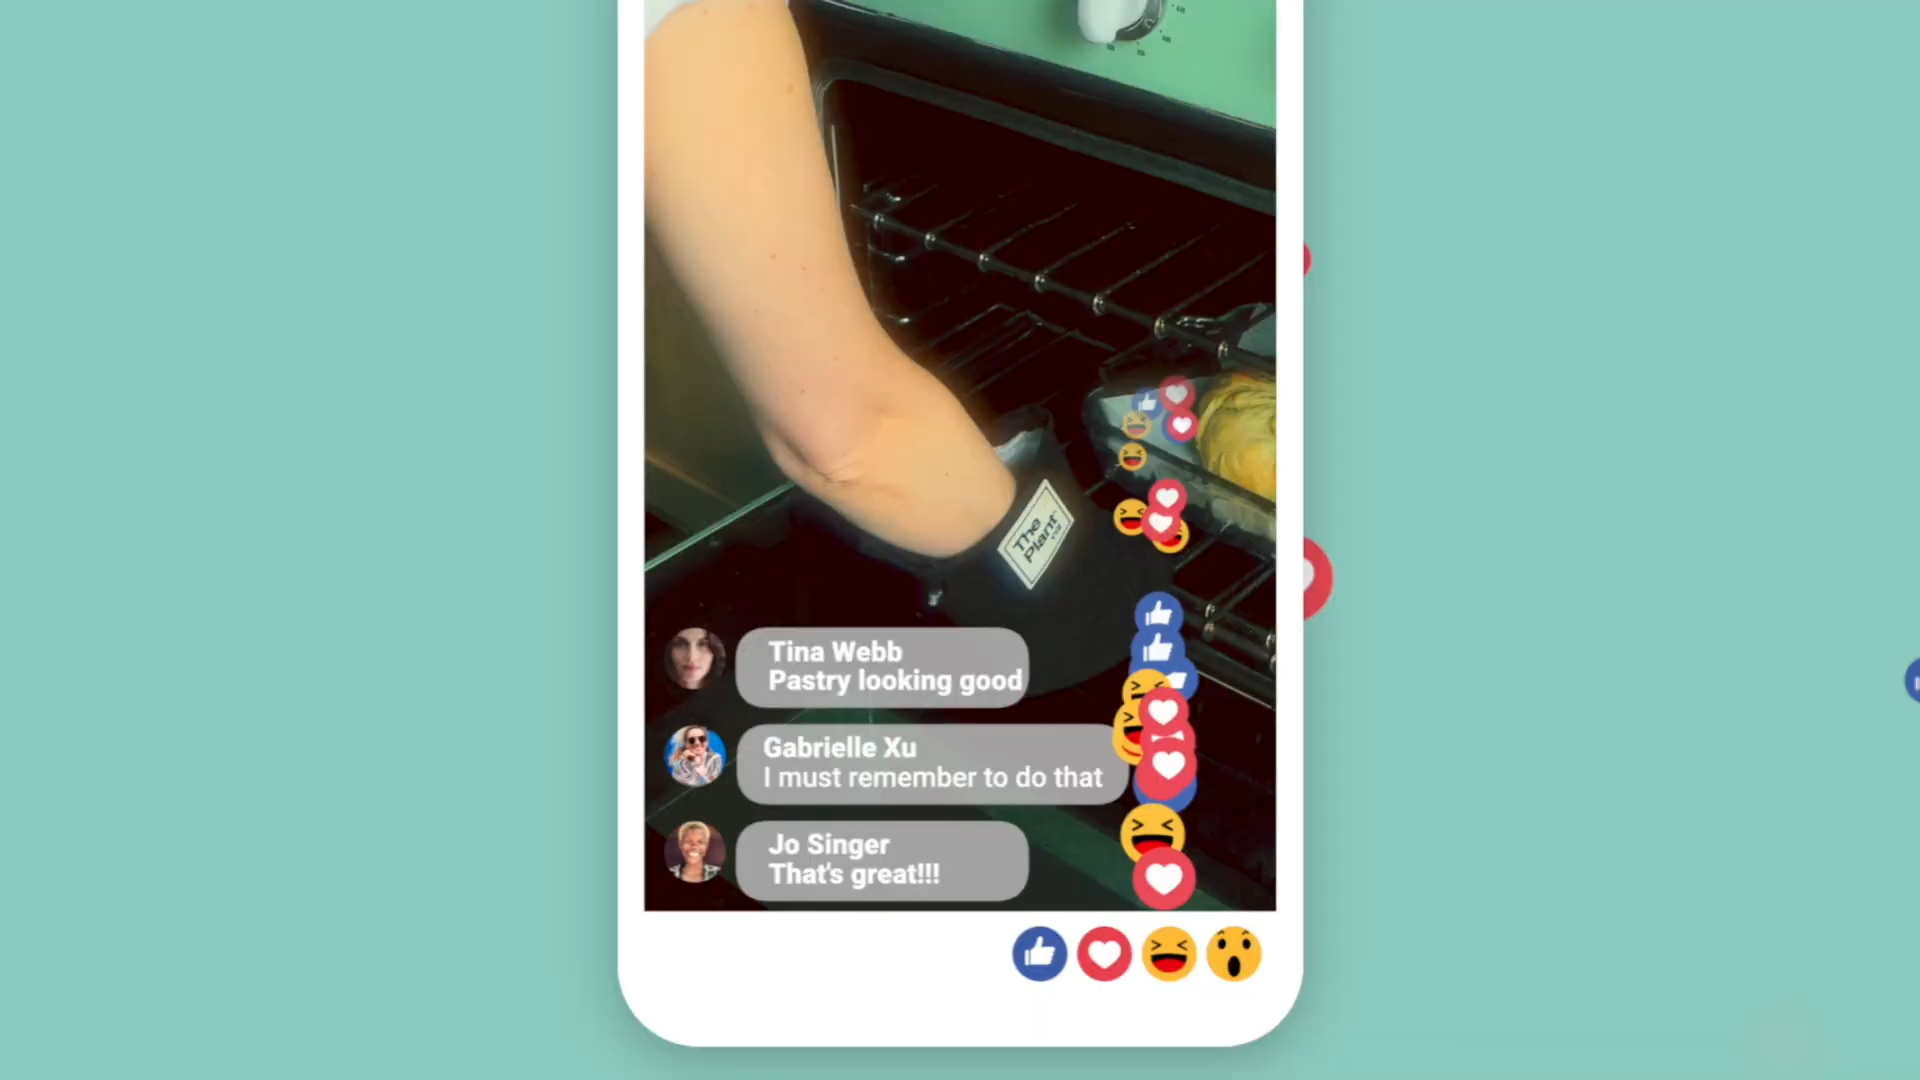 The
Plant
Tina Webb
Pastry looking good
Gabrielle Xu
I must remember to do that
Jo Singer
That's great!!!